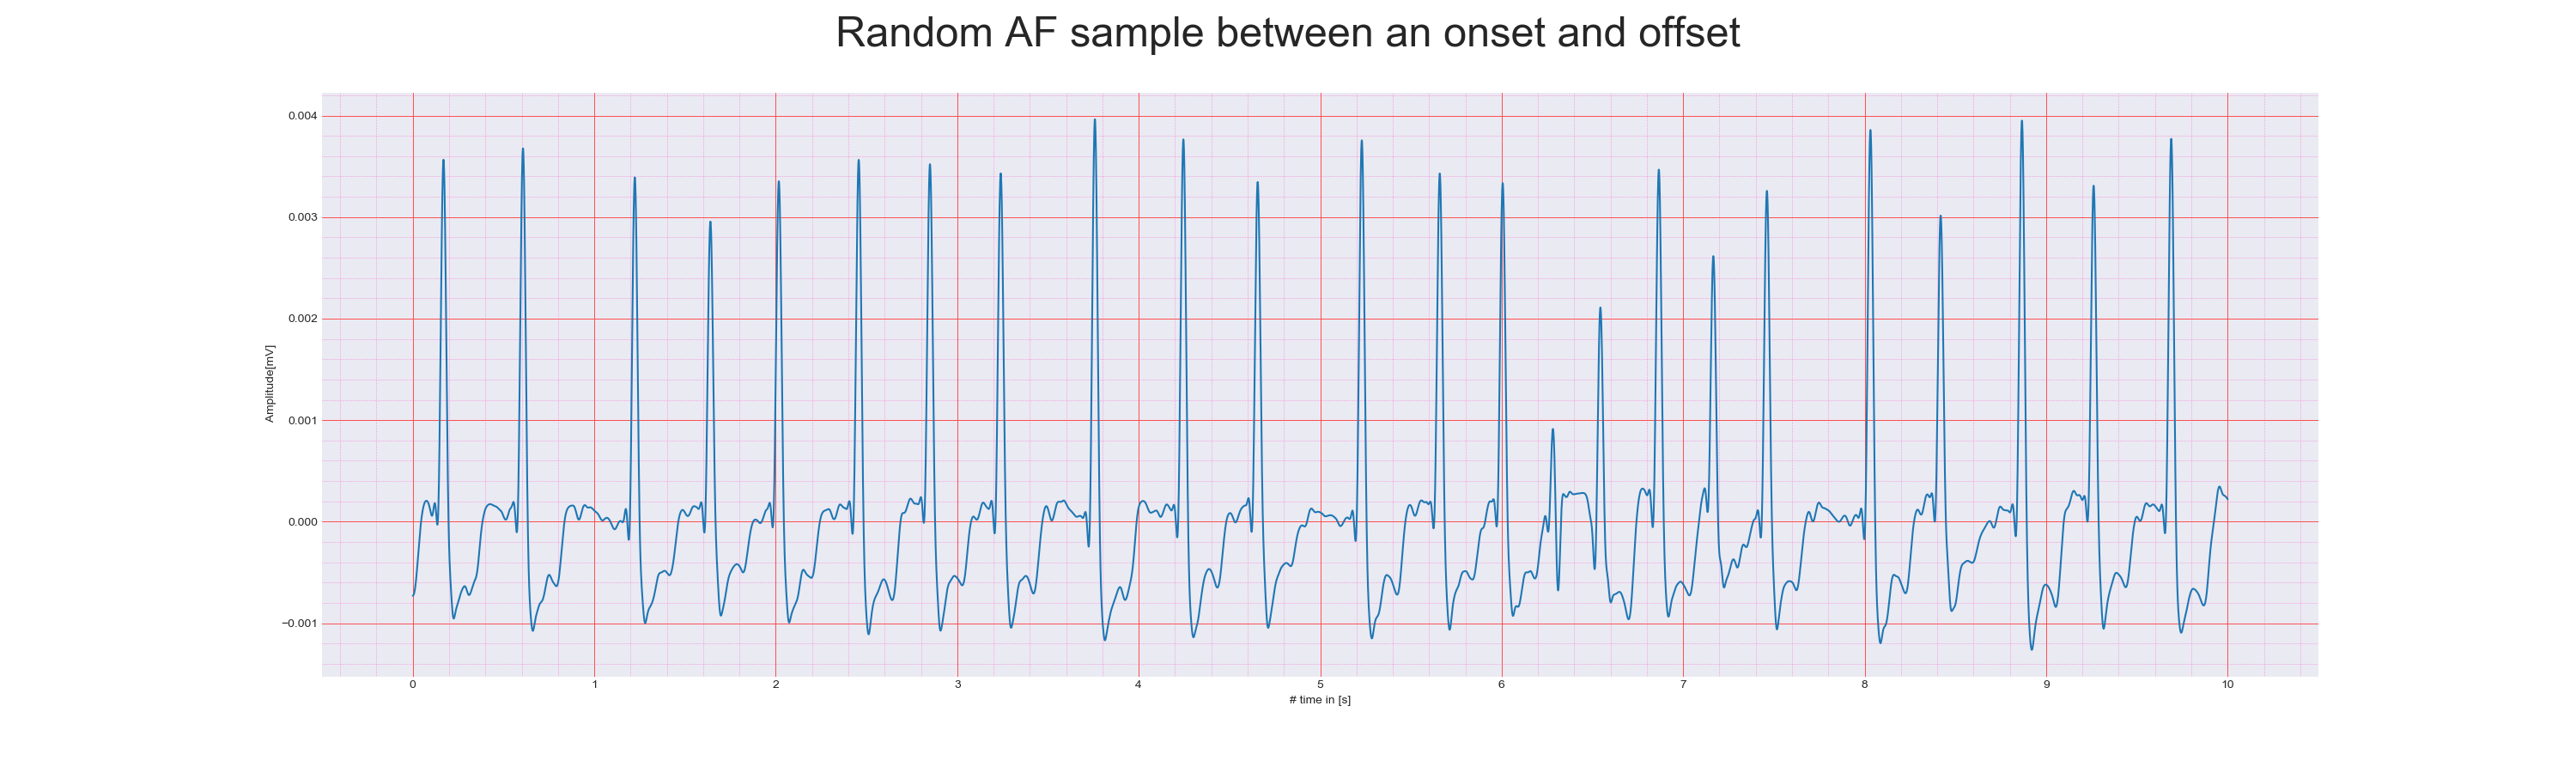 Random AF sample between an onset and offset
Amplitude[mV]
0.004
0.003
0.002
0.001
0.000
−0.001
0 1 2 3 4 5 6 7 8 9 10
# time in [s]